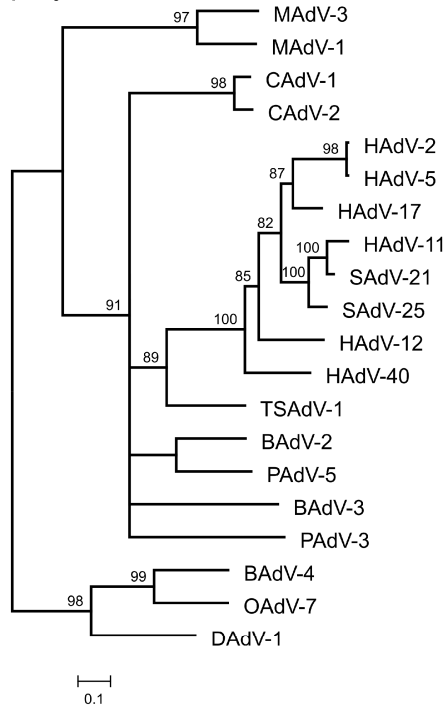 97
MAdV-3
MAdV-1
98
CAdV-1
CAdV-2
98
HAdV-2
87
HAdV-5
HAdV-17
82
100
HAdV-11
100
SAdV-21
85
SAdV-25
91
100
HAdV-12
89
HAdV-40
TSAdV-1
BAdV-2
PAdV-5
BAdV-3
PAdV-3
99
BAdV-4
98
OAdV-7
DAdV-1
0.1